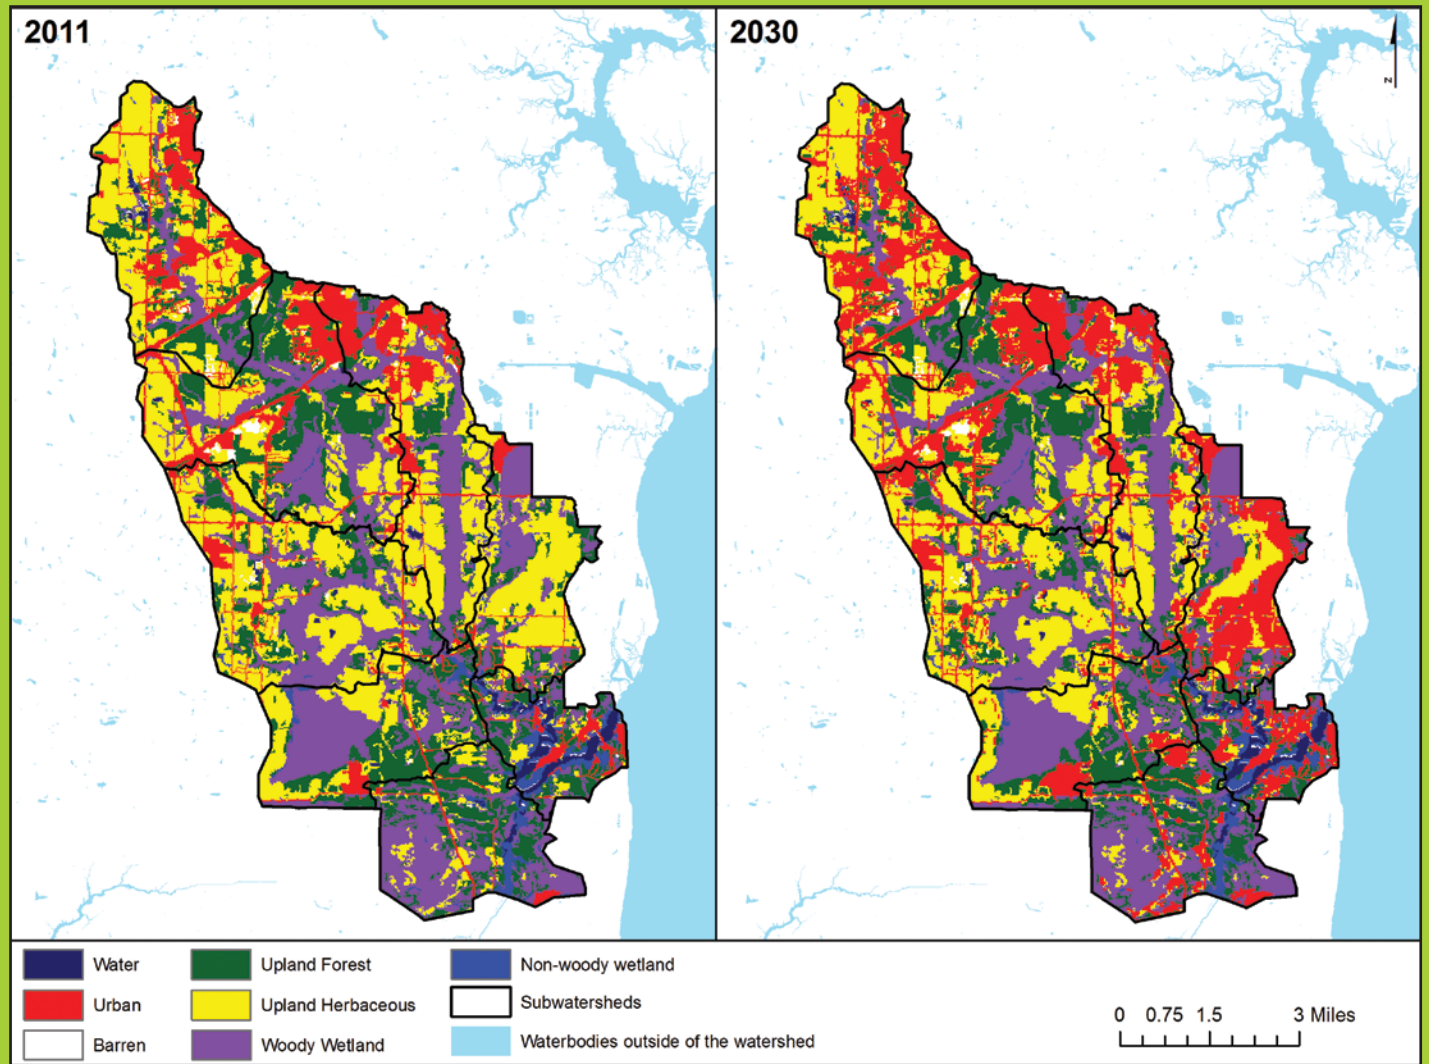 2011
2030
N
Water
Upland Forest
Non-woody wetland
Urban
Upland Herbaceous
Subwatersheds
Barren
Woody Wetland
Waterbodies outside of the watershed
0 0.75 1.5 3 Miles